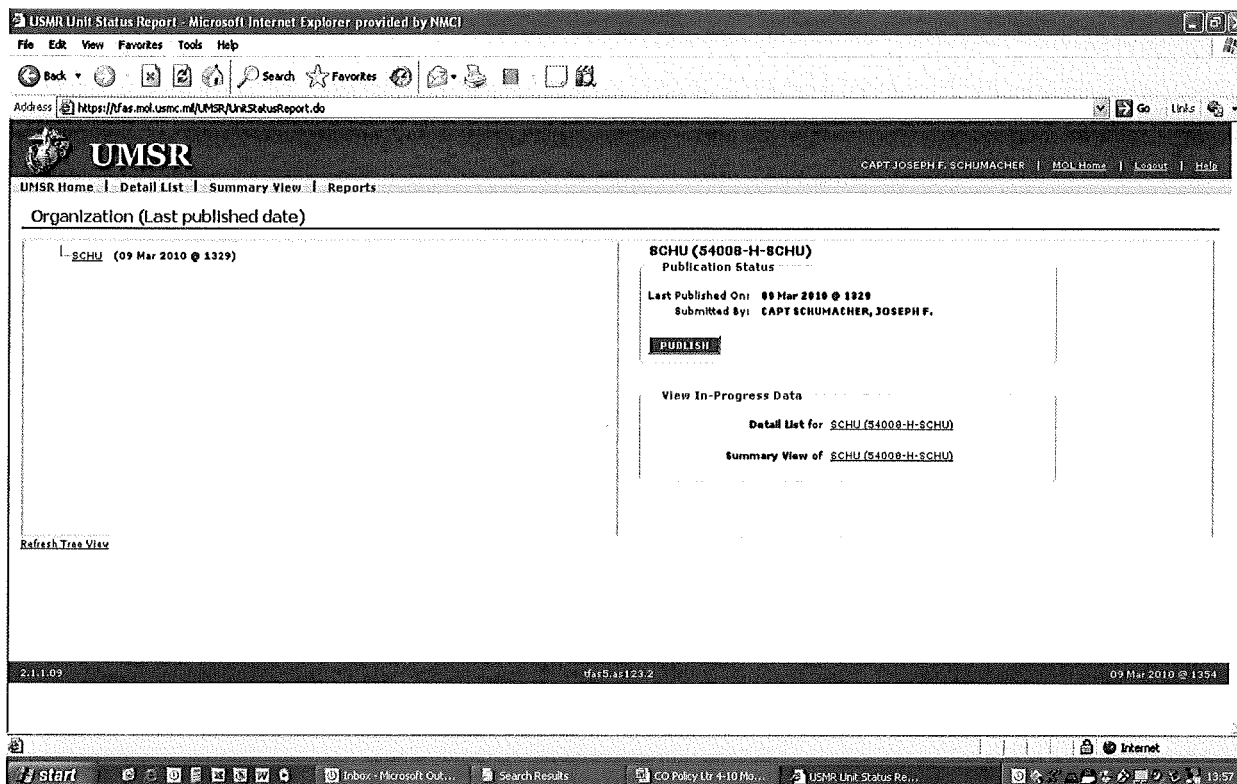 USMR Unit Status Report - Microsoft Internet Explorer provided by NMCI
File Edit View Favorites Tools Help
Back Search Favorites
Address https://tfas.mol.usmc.mil/UMSR/UnitStatusReport.do Go Links
UMSR
CAPT JOSEPH F. SCHUMACHER | MOL Home | Logout | Help
UMSR Home | Detail List | Summary View | Reports
Organization (Last published date)
SCHU (09 Mar 2010 @ 1329)
SCHU (54008-H-SCHU)
Publication Status
Last Published On: 09 Mar 2010 @ 1329
Submitted By: CAPT SCHUMACHER, JOSEPH F.
PUBLISH
View In-Progress Data
Detail List for SCHU (54008-H-SCHU)
Summary View of SCHU (54008-H-SCHU)
Refresh Tree View
2.1.1.09 tfas5.as123.2 09 Mar 2010 @ 1354
Internet
start Inbox - Microsoft Out... Search Results CO Policy Ltr 4-10 Mo... USMR Unit Status Re... 13:57